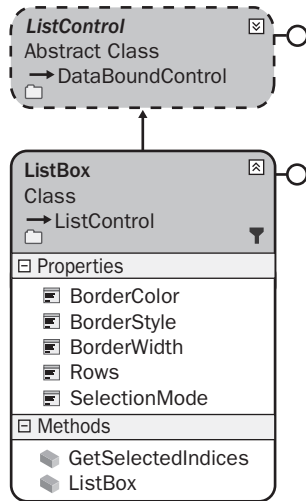 ListControl
Abstract Class
DataBoundControl
ListBox
Class
ListControl
Properties
BorderColor
BorderStyle
BorderWidth
Rows
SelectionMode
Methods
GetSelectedIndices
ListBox